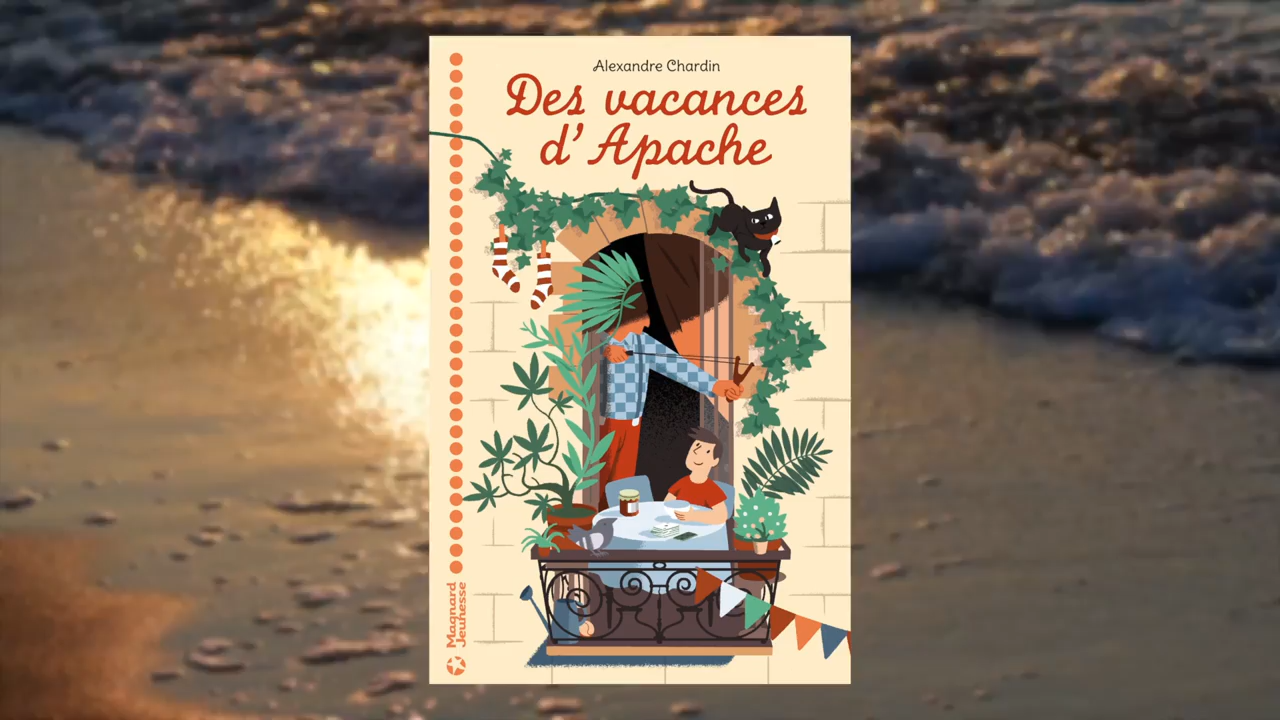 Alexandre Chardin
Des vacances
d'Apache
Magnard
Jeunesse